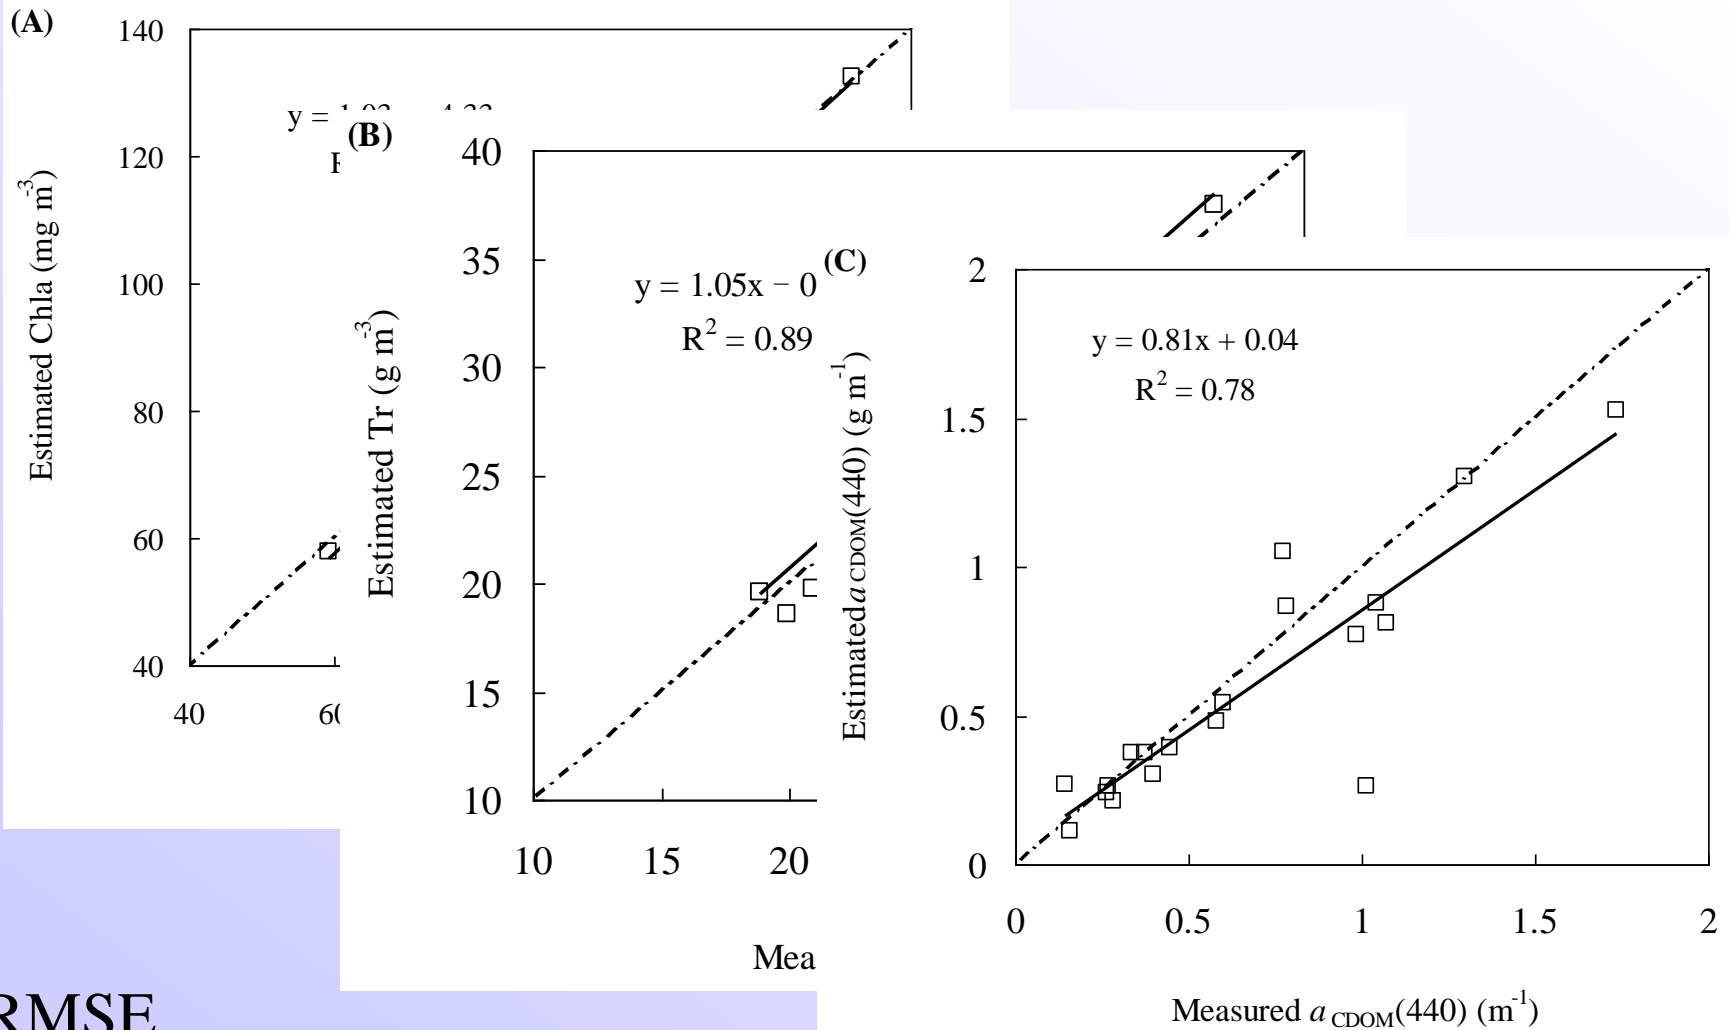 (A)
140
120
100
80
60
40
40
Estimated Chla (mg m-3)
y =
(B)
40
35
30
25
20
15
10
10 15 20
Estimated Tr (g m-3)
y = 1.05x − 0
R2 = 0.89
Mea
(C)
2
1.5
1
0.5
0
0 0.5 1 1.5 2
Estimated a CDOM(440) (g m-1)
y = 0.81x + 0.04
R2 = 0.78
Measured a CDOM(440) (m-1)
RMSE